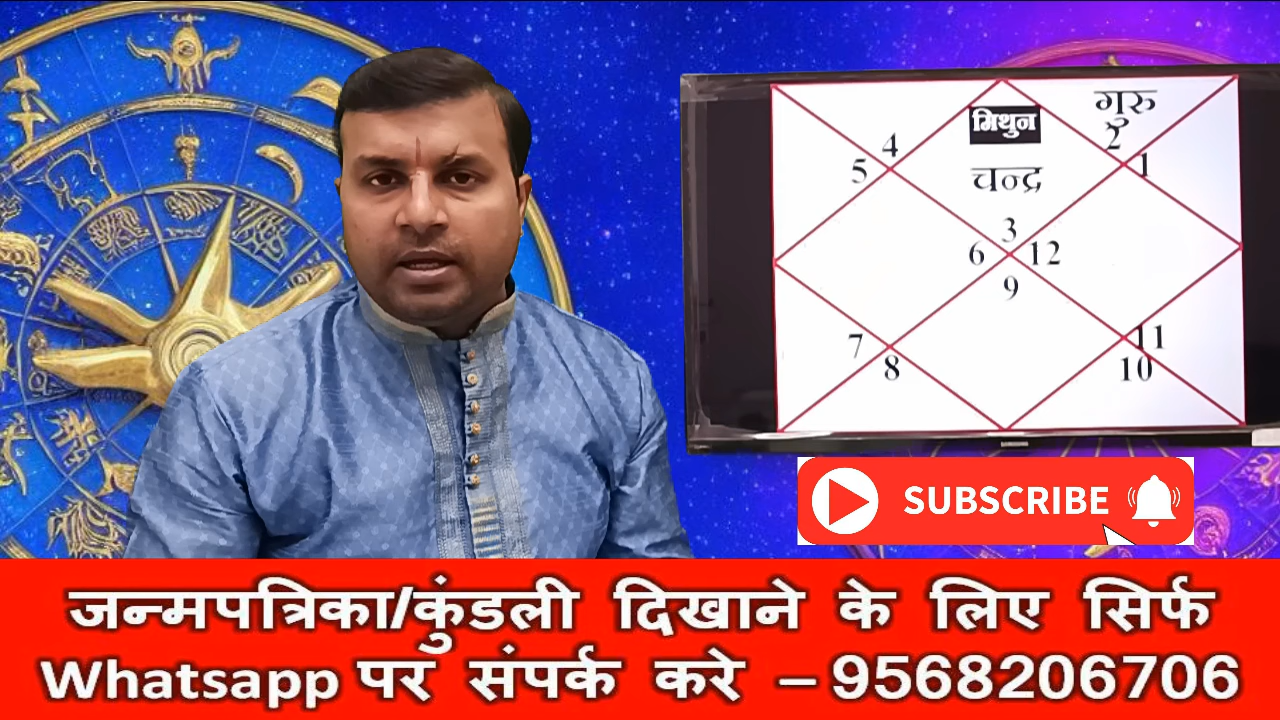 गुरु
मिथुन
2
4
1
5
चन्द्र
3
6
12
9
11
7
8
10
SUBSCRIBE
जन्मपत्रिका/कुंडली दिखाने के लिए सिर्फ
Whatsapp पर संपर्क करे – 9568206706